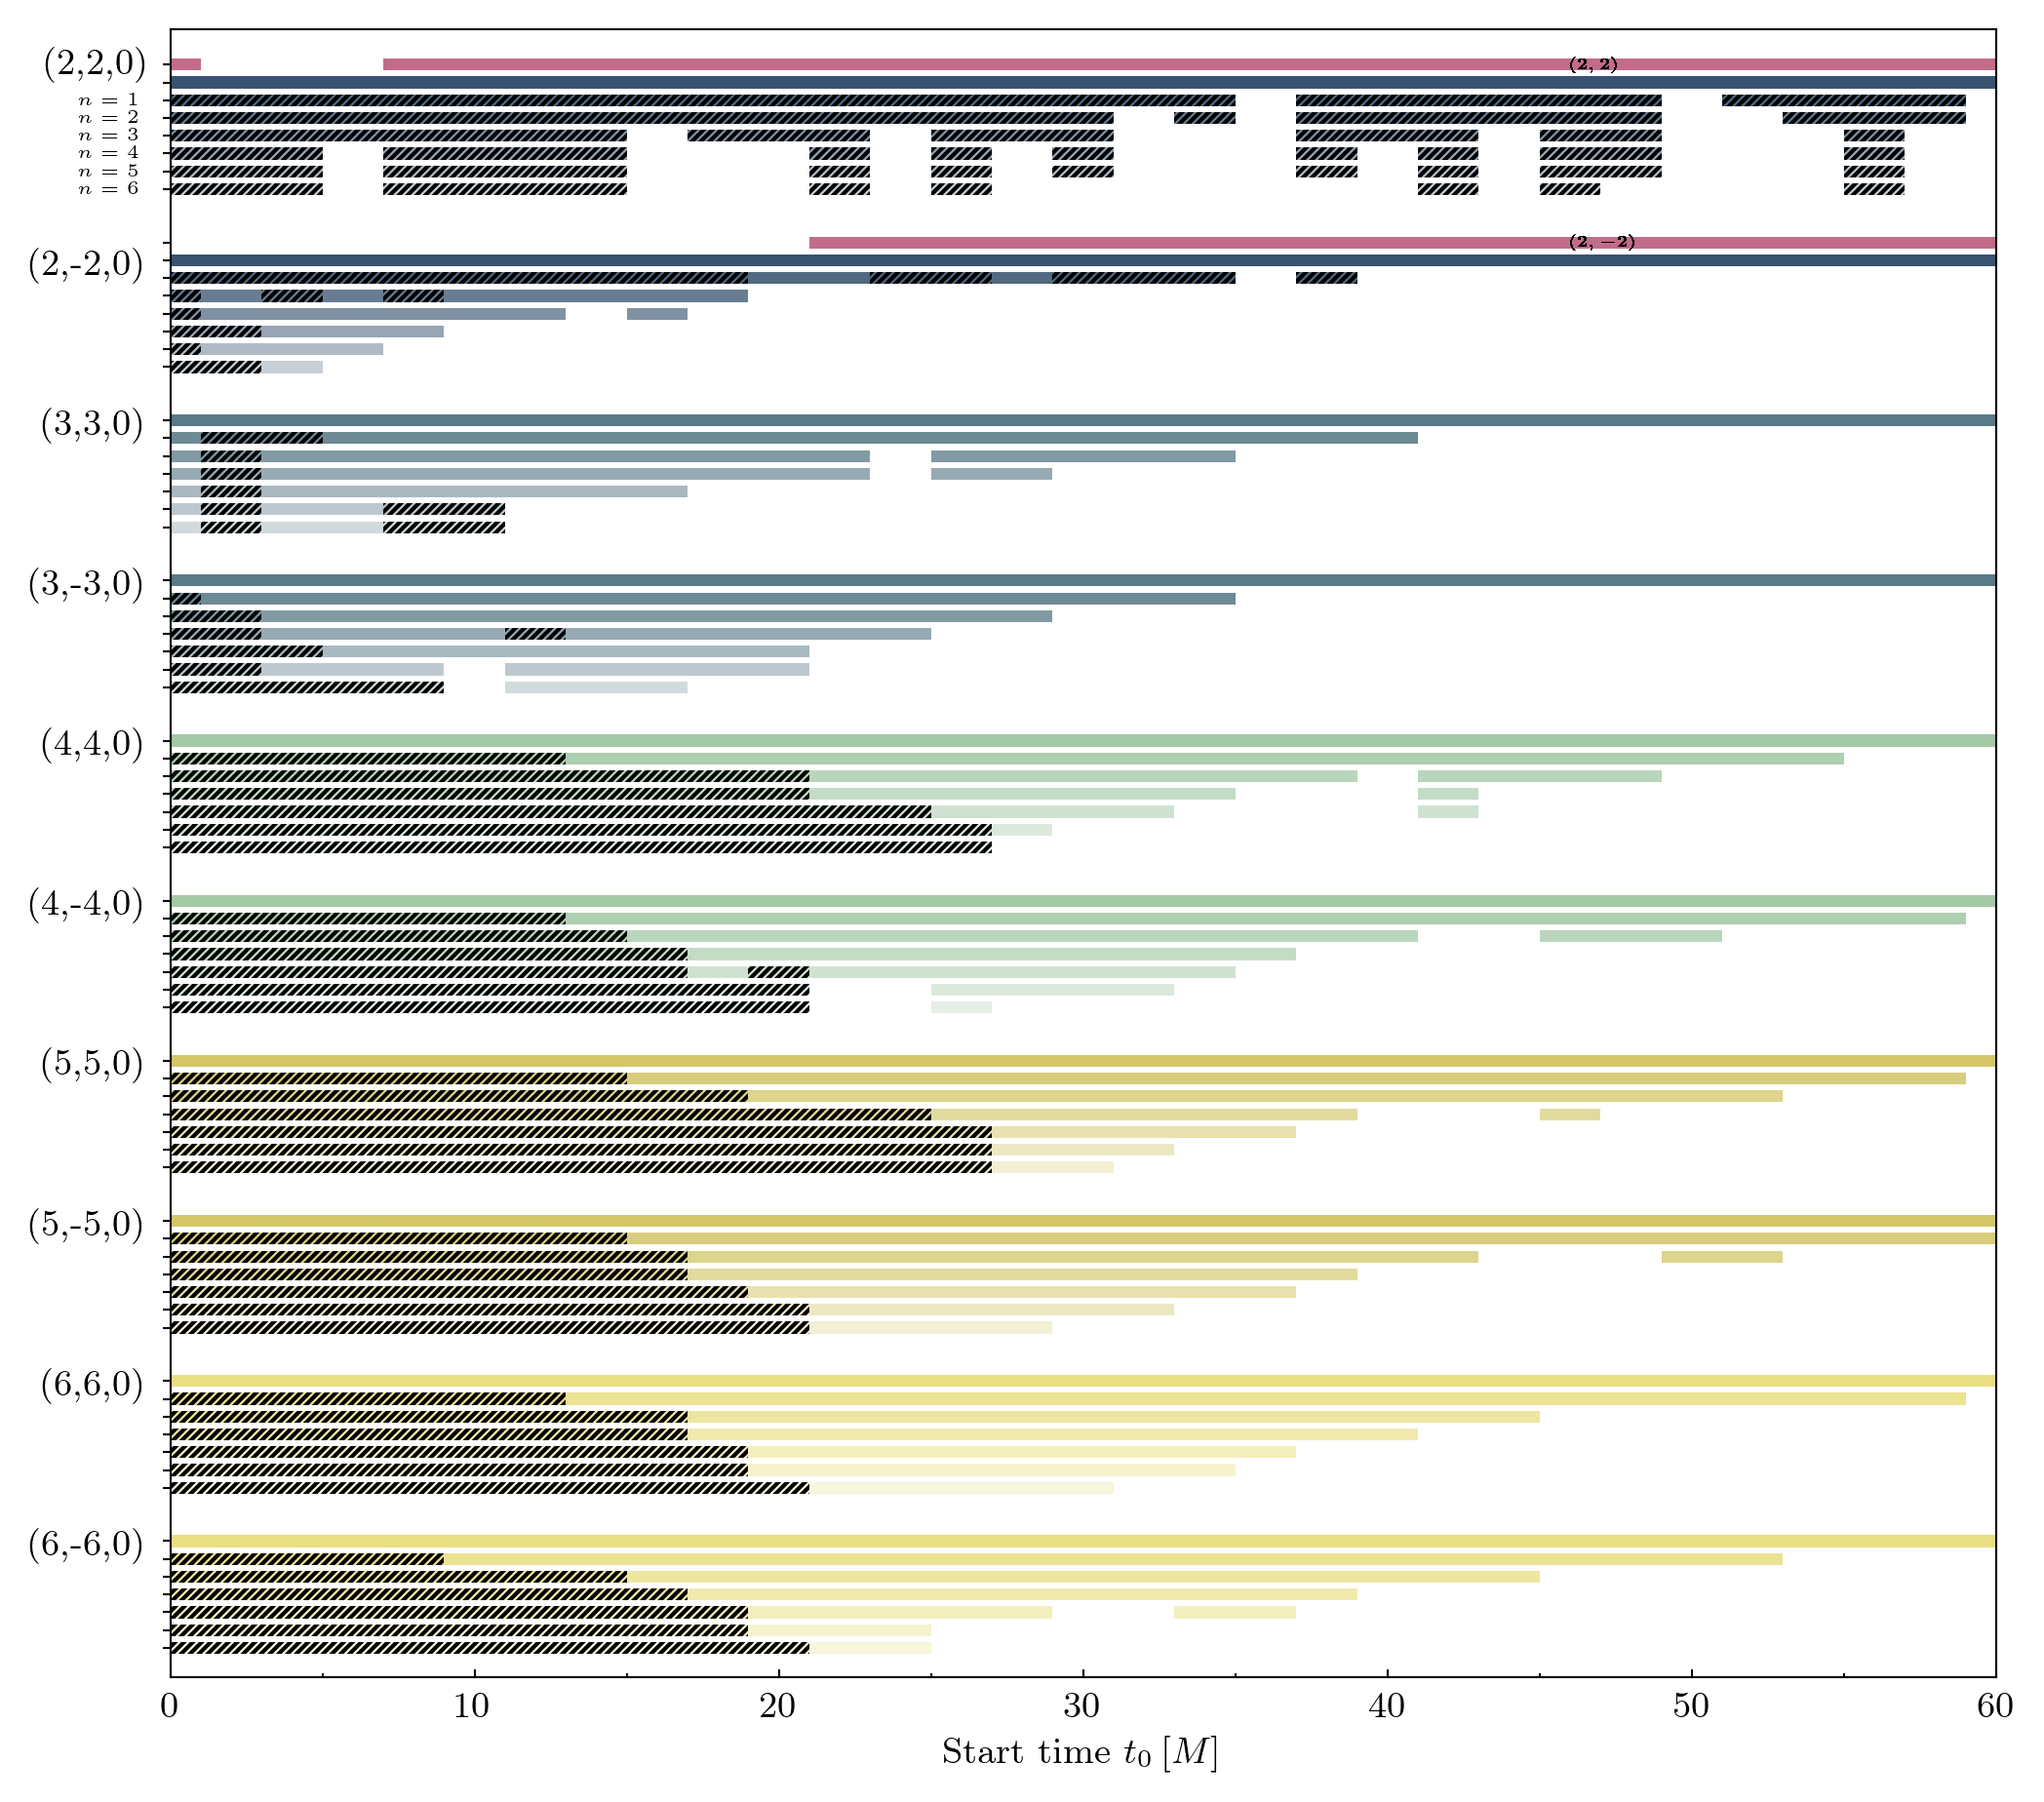 (2,2,0)
(2, 2)
n = 1
n = 2
n = 3
n = 4
n = 5
n = 6
(2, −2)
(2,-2,0)
(3,3,0)
(3,-3,0)
(4,4,0)
(4,-4,0)
(5,5,0)
(5,-5,0)
(6,6,0)
(6,-6,0)
0 10 20 30 40 50 60
Start time t₀ [M]